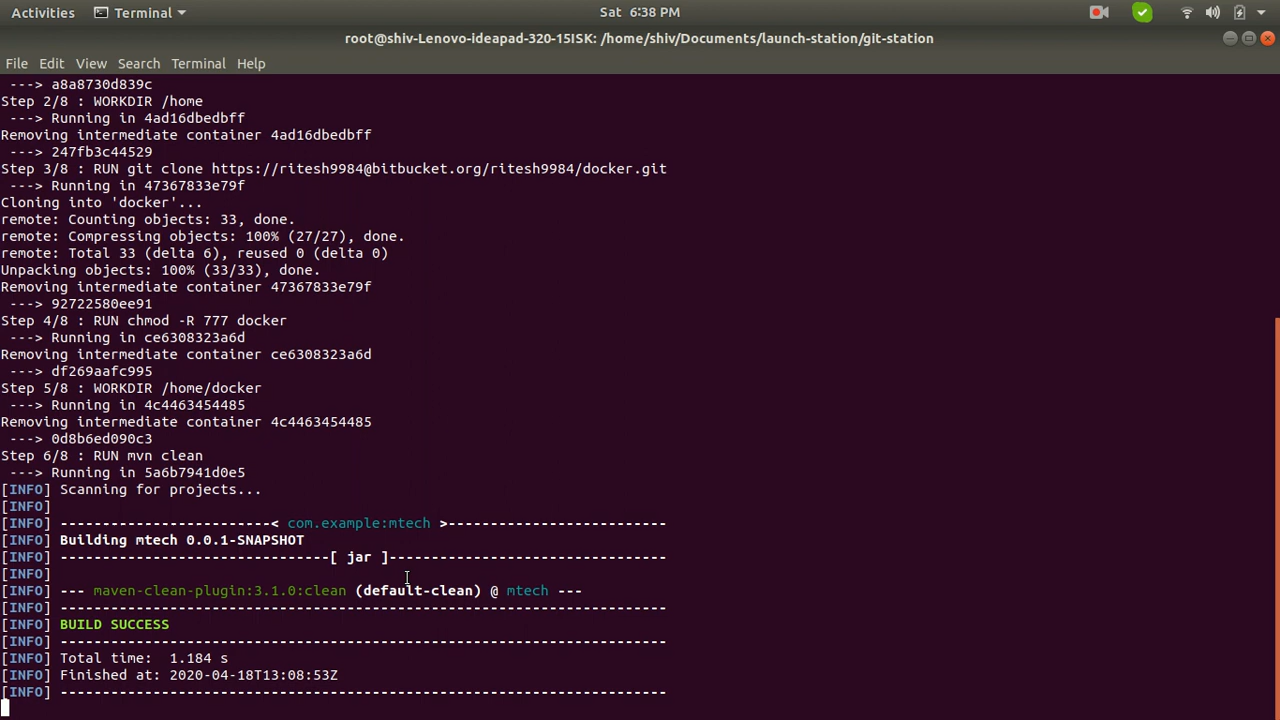 Activities Terminal Sat 6:38 PM
root@shiv-Lenovo-ideapad-320-15ISK: /home/shiv/Documents/launch-station/git-station
File Edit View Search Terminal Help
---> a8a8730d839c
Step 2/8 : WORKDIR /home
---> Running in 4ad16dbedbff
Removing intermediate container 4ad16dbedbff
---> 247fb3c44529
Step 3/8 : RUN git clone https://ritesh9984@bitbucket.org/ritesh9984/docker.git
---> Running in 47367833e79f
Cloning into 'docker'...
remote: Counting objects: 33, done.
remote: Compressing objects: 100% (27/27), done.
remote: Total 33 (delta 6), reused 0 (delta 0)
Unpacking objects: 100% (33/33), done.
Removing intermediate container 47367833e79f
---> 92722580ee91
Step 4/8 : RUN chmod -R 777 docker
---> Running in ce6308323a6d
Removing intermediate container ce6308323a6d
---> df269aafc995
Step 5/8 : WORKDIR /home/docker
---> Running in 4c4463454485
Removing intermediate container 4c4463454485
---> 0d8b6ed090c3
Step 6/8 : RUN mvn clean
---> Running in 5a6b7941d0e5
[INFO] Scanning for projects...
[INFO]
[INFO] --------------------------< com.example:mtech >--------------------------
[INFO] Building mtech 0.0.1-SNAPSHOT
[INFO] --------------------------------[ jar ]---------------------------------
[INFO]
[INFO] --- maven-clean-plugin:3.1.0:clean (default-clean) @ mtech ---
[INFO] ------------------------------------------------------------------------
[INFO] BUILD SUCCESS
[INFO] ------------------------------------------------------------------------
[INFO] Total time:  1.184 s
[INFO] Finished at: 2020-04-18T13:08:53Z
[INFO] ------------------------------------------------------------------------